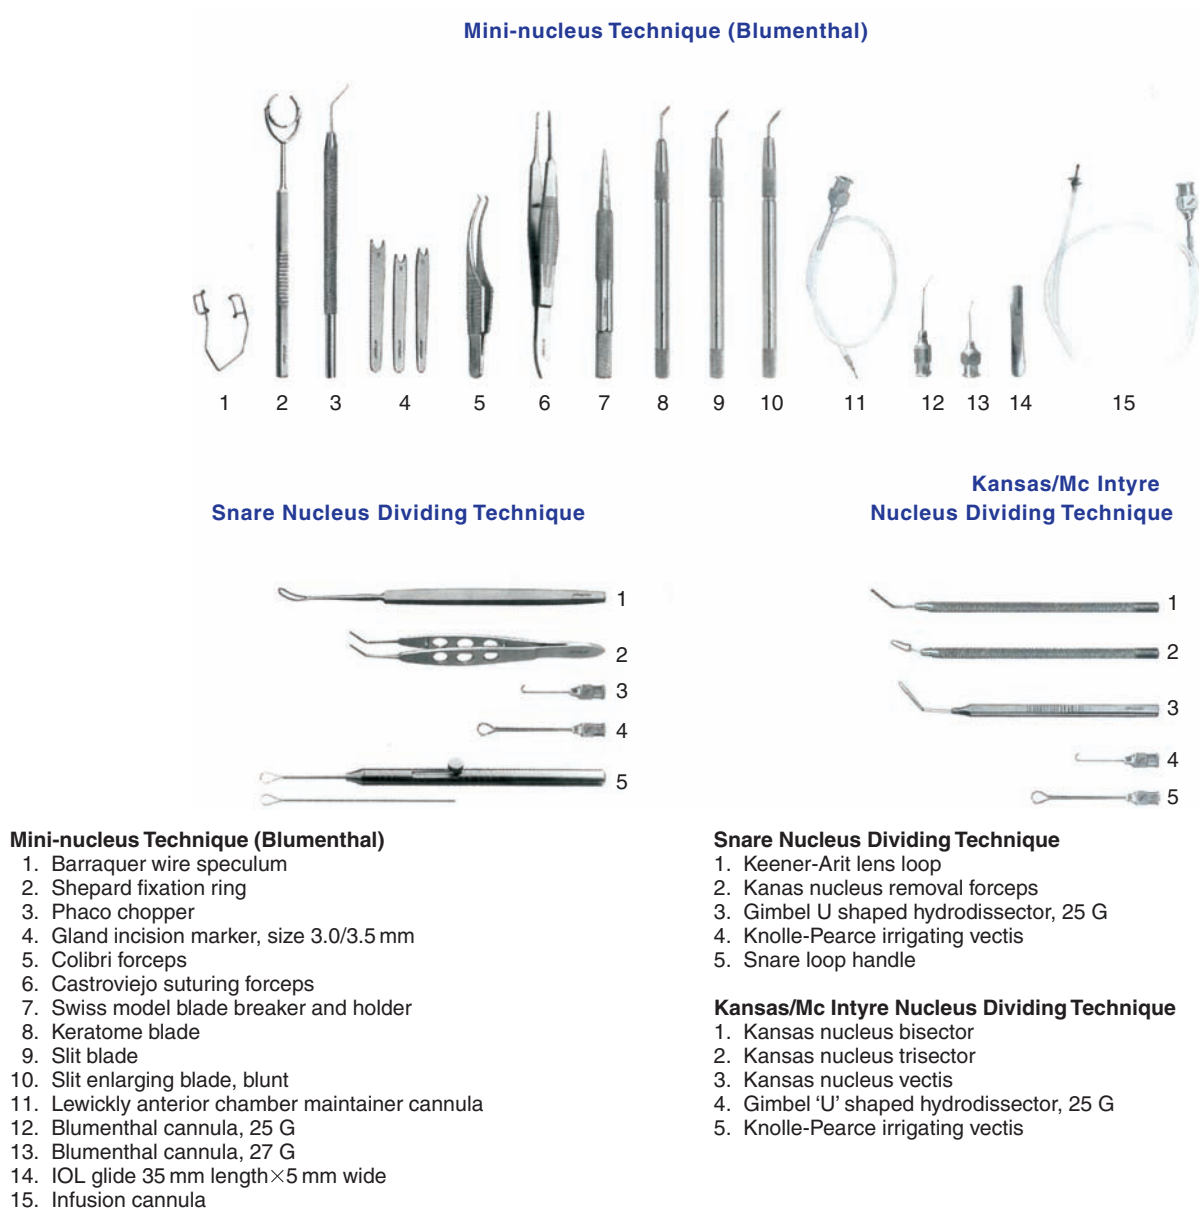 Mini-nucleus Technique (Blumenthal)
1 2 3 4 5 6 7 8 9 10 11 12 13 14 15
Snare Nucleus Dividing Technique
1
2
3
4
5
Kansas/Mc Intyre
Nucleus Dividing Technique
1
2
3
4
5
Mini-nucleus Technique (Blumenthal)
1. Barraquer wire speculum
2. Shepard fixation ring
3. Phaco chopper
4. Gland incision marker, size 3.0/3.5 mm
5. Colibri forceps
6. Castroviejo suturing forceps
7. Swiss model blade breaker and holder
8. Keratome blade
9. Slit blade
10. Slit enlarging blade, blunt
11. Lewickly anterior chamber maintainer cannula
12. Blumenthal cannula, 25 G
13. Blumenthal cannula, 27 G
14. IOL glide 35 mm length×5 mm wide
15. Infusion cannula
Snare Nucleus Dividing Technique
1. Keener-Arit lens loop
2. Kanas nucleus removal forceps
3. Gimbel U shaped hydrodissector, 25 G
4. Knolle-Pearce irrigating vectis
5. Snare loop handle
Kansas/Mc Intyre Nucleus Dividing Technique
1. Kansas nucleus bisector
2. Kansas nucleus trisector
3. Kansas nucleus vectis
4. Gimbel ‘U’ shaped hydrodissector, 25 G
5. Knolle-Pearce irrigating vectis